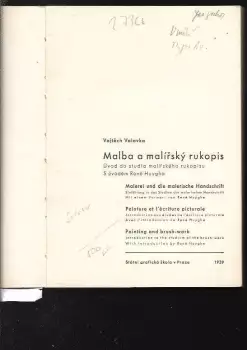 Vojtěch Volavka
Malba a malířský rukopis
Úvod do studia malířského rukopisu
S úvodem René Huygha
Malerei und die malerische Handschrift
Einführung in das Studium der malerischen Handschrift
Mit einem Vorwort von René Huyghe
Peinture et l'écriture picturale
Introduction aux études de l'écriture picturale
Avec l'introduction de René Huyghe
Painting and brush-work
Introduction to the studium of the brush-work
With introduction by René Huyghe
Státní grafická škola v Praze
1939